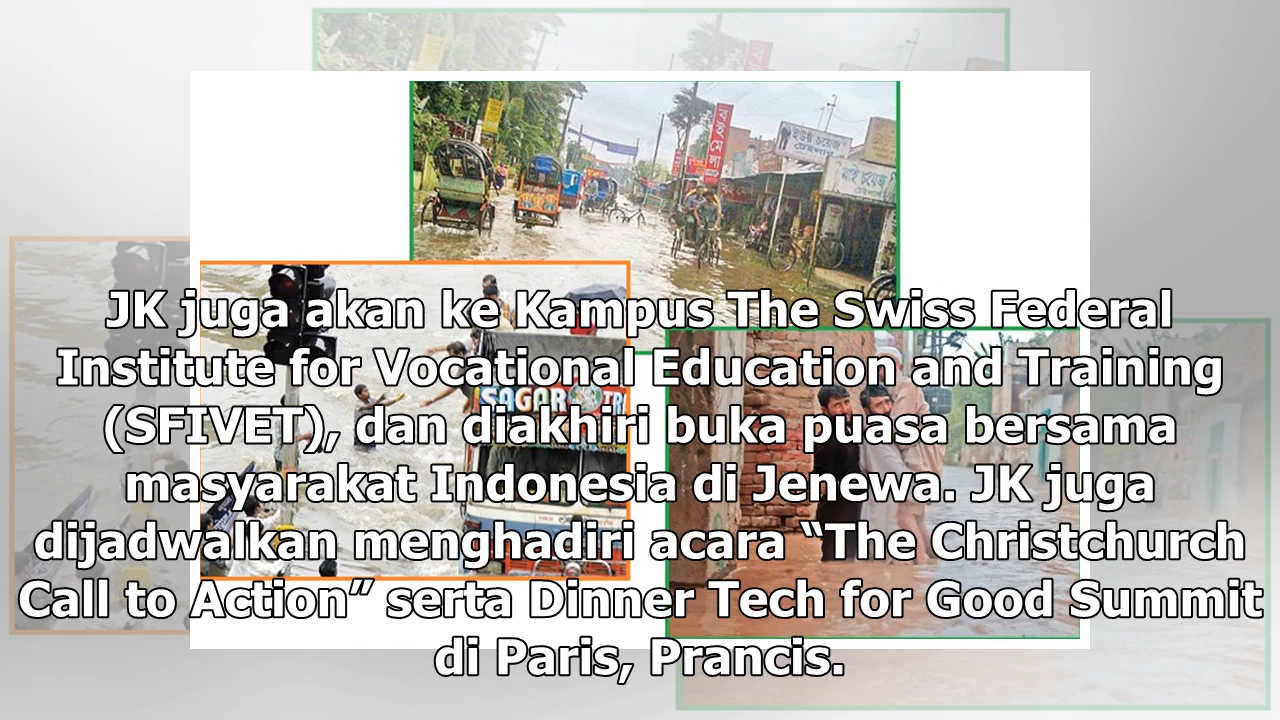 বইমেলা
JK juga akan ke Kampus The Swiss Federal
Institute for Vocational Education and Training
SAGAR
(SFIVET), dan diakhiri buka puasa bersama
masyarakat Indonesia di Jenewa. JK juga
dijadwalkan menghadiri acara “The Christchurch
Call to Action” serta Dinner Tech for Good Summit
di Paris, Prancis.